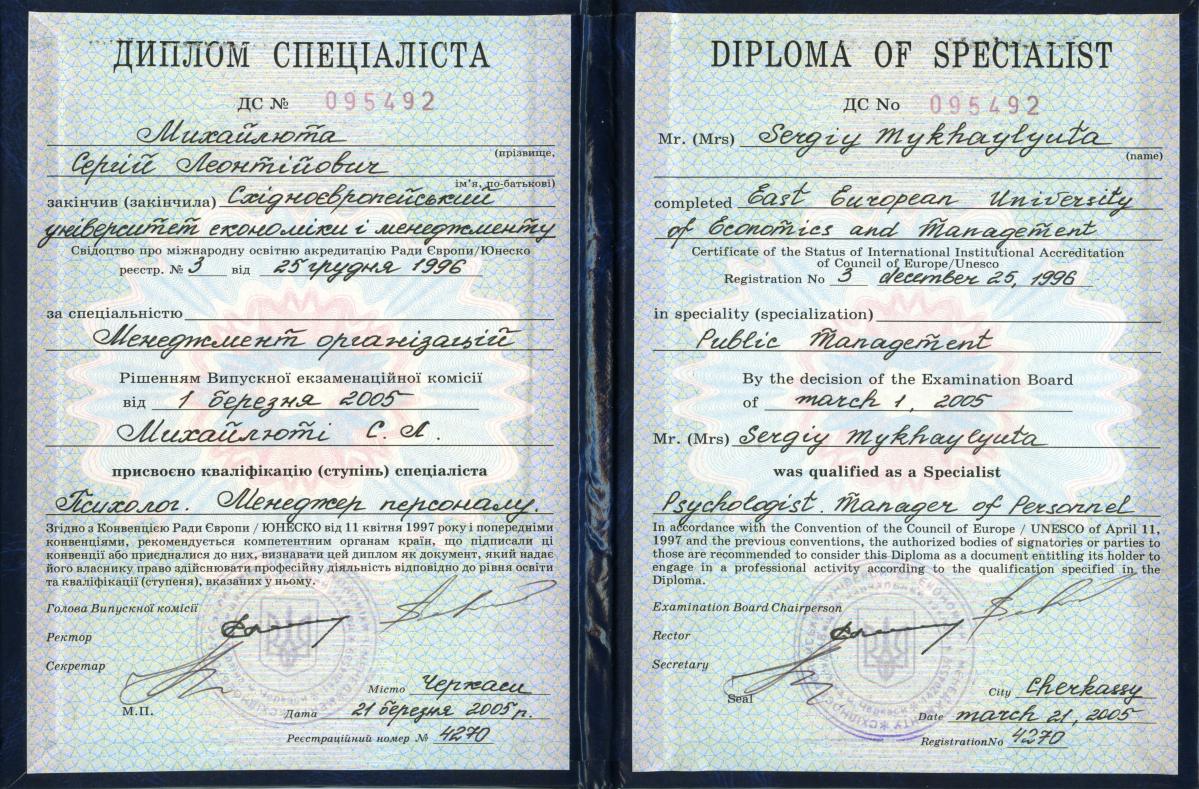 ДИПЛОМ СПЕЦІАЛІСТА
ДС № 095492
Михайлюта
(прізвище,
Сергій Леонтійович
ім'я, по-батькові)
закінчив (закінчила) Східноєвропейський
університет економіки і менеджменту
Свідоцтво про міжнародну освітню акредитацію Ради Європи/Юнеско
реєстр. № 3 від 25 грудня 1996
за спеціальністю
Менеджмент організацій
Рішенням Випускної екзаменаційної комісії
від 1 березня 2005
Михайлюті С. Л.
присвоєно кваліфікацію (ступінь) спеціаліста
Психолог. Менеджер персоналу.
Згідно з Конвенцією Ради Європи / ЮНЕСКО від 11 квітня 1997 року і попередніми
конвенціями, рекомендується компетентним органам країн, що підписали ці
конвенції або приєдналися до них, визнавати цей диплом як документ, який надає
його власнику право здійснювати професійну діяльність відповідно до рівня освіти
та кваліфікації (ступеня), вказаних у ньому.
Голова Випускної комісії
Ректор
Секретар
Місто Черкаси
М.П.
Дата 21 березня 2005 р.
Реєстраційний номер № 4270
DIPLOMA OF SPECIALIST
ДС No 095492
Mr. (Mrs) Sergiy Mykhaylyuta
(name)
completed East European University
of Economics and Management
Certificate of the Status of International Institutional Accreditation
of Council of Europe/Unesco
Registration No 3 december 25, 1996
in speciality (specialization)
Public Management
By the decision of the Examination Board
of march 1, 2005
Mr. (Mrs) Sergiy Mykhaylyuta
was qualified as a Specialist
Psychologist. Manager of Personnel
In accordance with the Convention of the Council of Europe / UNESCO of April 11,
1997 and the previous conventions, the authorized bodies of signatories or parties to
those are recommended to consider this Diploma as a document entitling its holder to
engage in a professional activity according to the qualification specified in the
Diploma.
Examination Board Chairperson
Rector
Secretary
Seal
City Cherkassy
Date march 21, 2005
RegistrationNo 4270